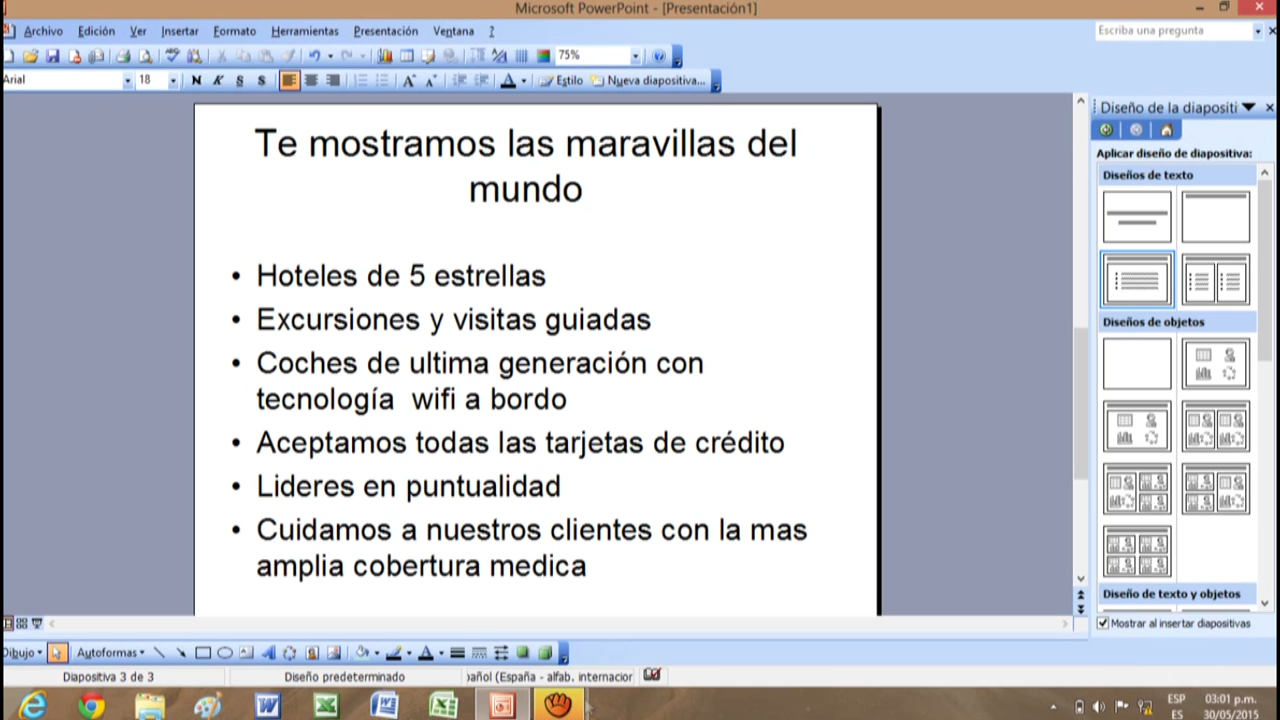 Microsoft PowerPoint - [Presentación1]
Archivo Edición Ver Insertar Formato Herramientas Presentación Ventana ? Escriba una pregunta
75%
Arial 18 N K S S Estilo Nueva diapositiva...
Te mostramos las maravillas del
mundo
• Hoteles de 5 estrellas
• Excursiones y visitas guiadas
• Coches de ultima generación con
tecnología wifi a bordo
• Aceptamos todas las tarjetas de crédito
• Lideres en puntualidad
• Cuidamos a nuestros clientes con la mas
amplia cobertura medica
Diseño de la diapositi
Aplicar diseño de diapositiva:
Diseños de texto
Diseños de objetos
Diseño de texto y objetos
Mostrar al insertar diapositivas
Dibujo Autoformas
Diapositiva 3 de 3 Diseño predeterminado pañol (España - alfab. internacior
ESP 03:01 p.m.
ES 30/05/2015